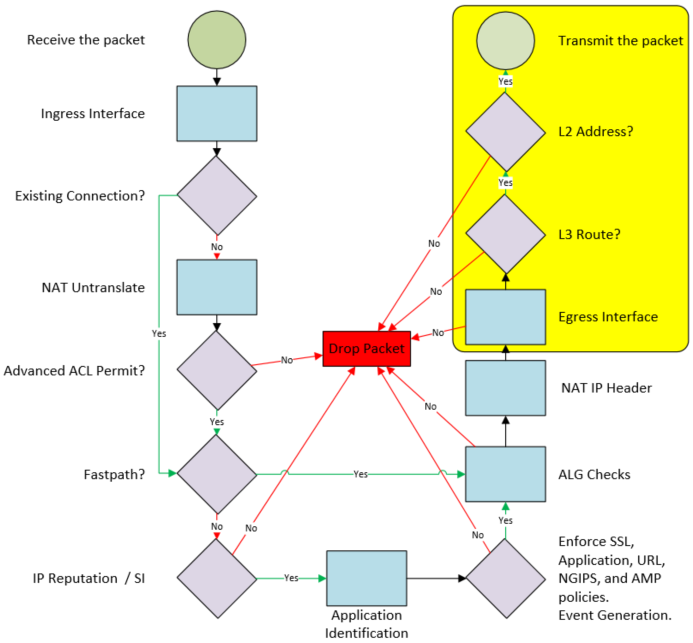 Receive the packet
Transmit the packet
Yes
Ingress Interface
L2 Address?
Yes
Existing Connection?
L3 Route?
No
No
NAT Untranslate
No
Egress Interface
Yes
No
Drop Packet
Advanced ACL Permit?
No
NAT IP Header
No
Yes
Fastpath?
Yes
ALG Checks
No
No
Yes
No
Enforce SSL,
Application, URL,
NGIPS, and AMP
policies.
Event Generation.
IP Reputation / SI
Yes
Application
Identification